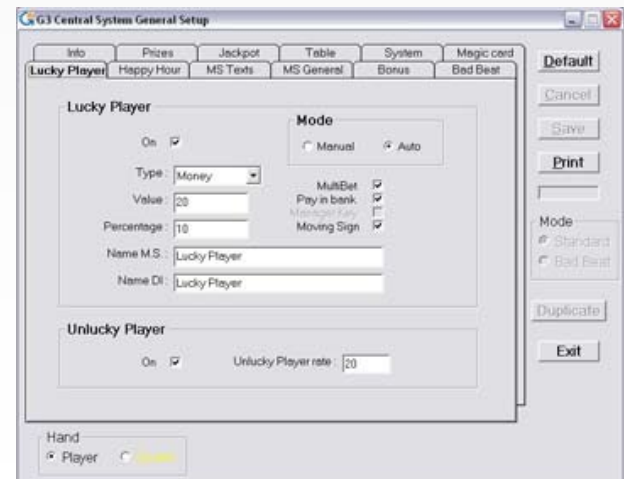 G3 Central System General Setup
Info Prizes Jackpot Table System Magic card
Lucky Player Happy Hour MS Texts MS General Bonus Bad Beat
Default
Cancel
Save
Print
Mode
Standard
Bad Beat
Duplicate
Exit
Lucky Player
On
Mode
Manual Auto
Type: Money
Value: 20
Percentage: 10
MultiBet
Pay in bank
Manager Key
Moving Sign
Name M.S.: Lucky Player
Name DI: Lucky Player
Unlucky Player
On Unlucky Player rate: 20
Hand
Player